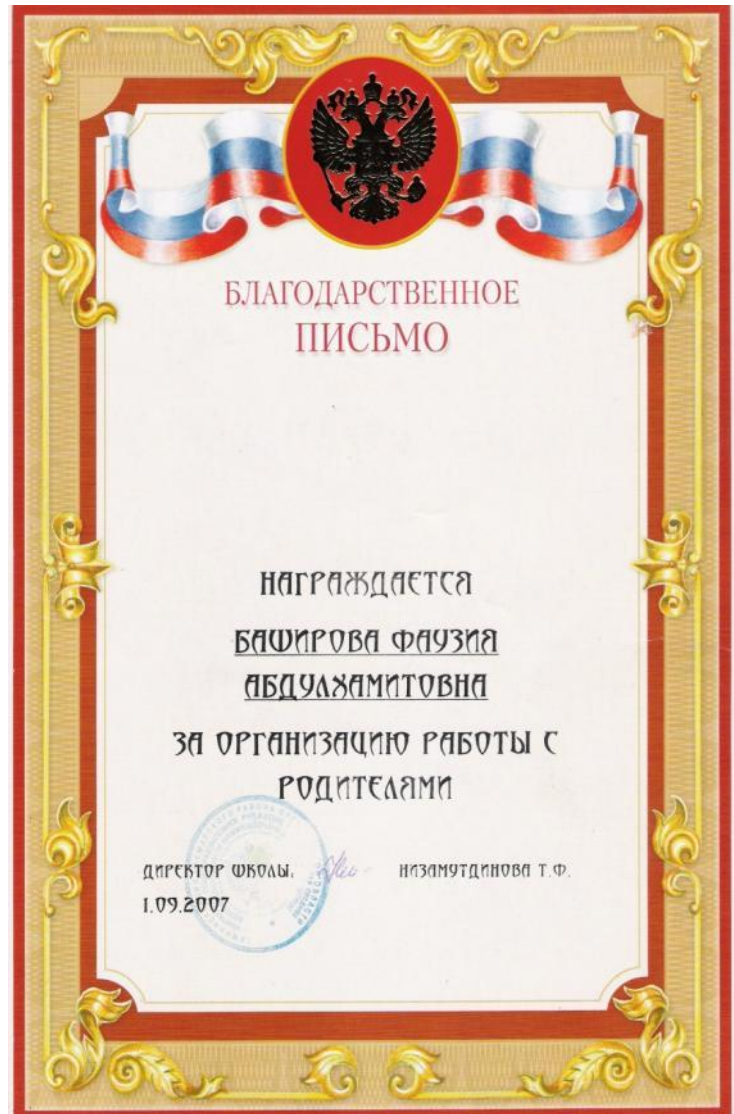 БЛАГОДАРСТВЕННОЕ
ПИСЬМО
НАГРАЖДАЕТСЯ
БАШИРОВА ФАУЗИЯ
АБДУЛХАМИТОВНА
ЗА ОРГАНИЗАЦИЮ РАБОТЫ С
РОДИТЕЛЯМИ
ДИРЕКТОР ШКОЛЫ, НИЗАМУТДИНОВА Т.Ф.
1.09.2007